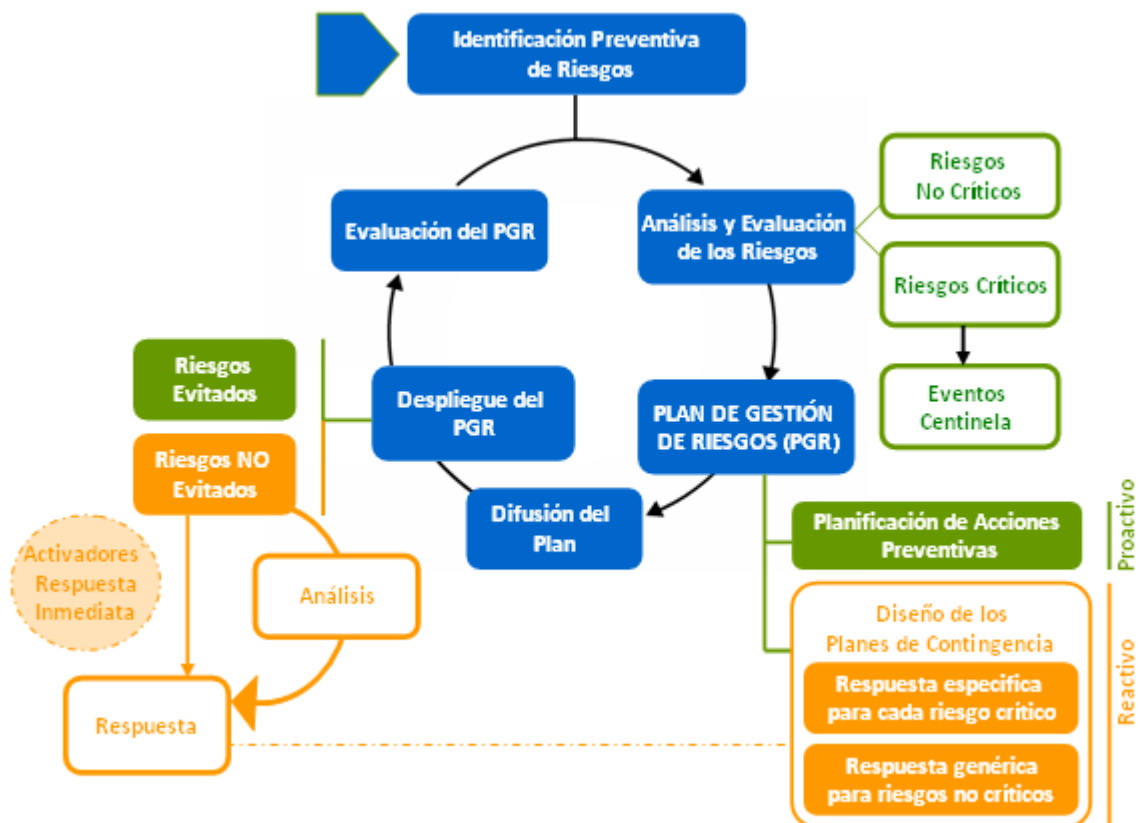 Identificación Preventiva
de Riesgos
Evaluación del PGR
Análisis y Evaluación
de los Riesgos
Riesgos
No Críticos
Riesgos Críticos
Eventos
Centinela
Riesgos
Evitados
Despliegue del
PGR
PLAN DE GESTIÓN
DE RIESGOS (PGR)
Riesgos NO
Evitados
Difusión del
Plan
Planificación de Acciones
Preventivas
Proactivo
Activadores
Respuesta
Inmediata
Análisis
Respuesta
Diseño de los
Planes de Contingencia
Respuesta especifica
para cada riesgo crítico
Respuesta genérica
para riesgos no críticos
Reactivo